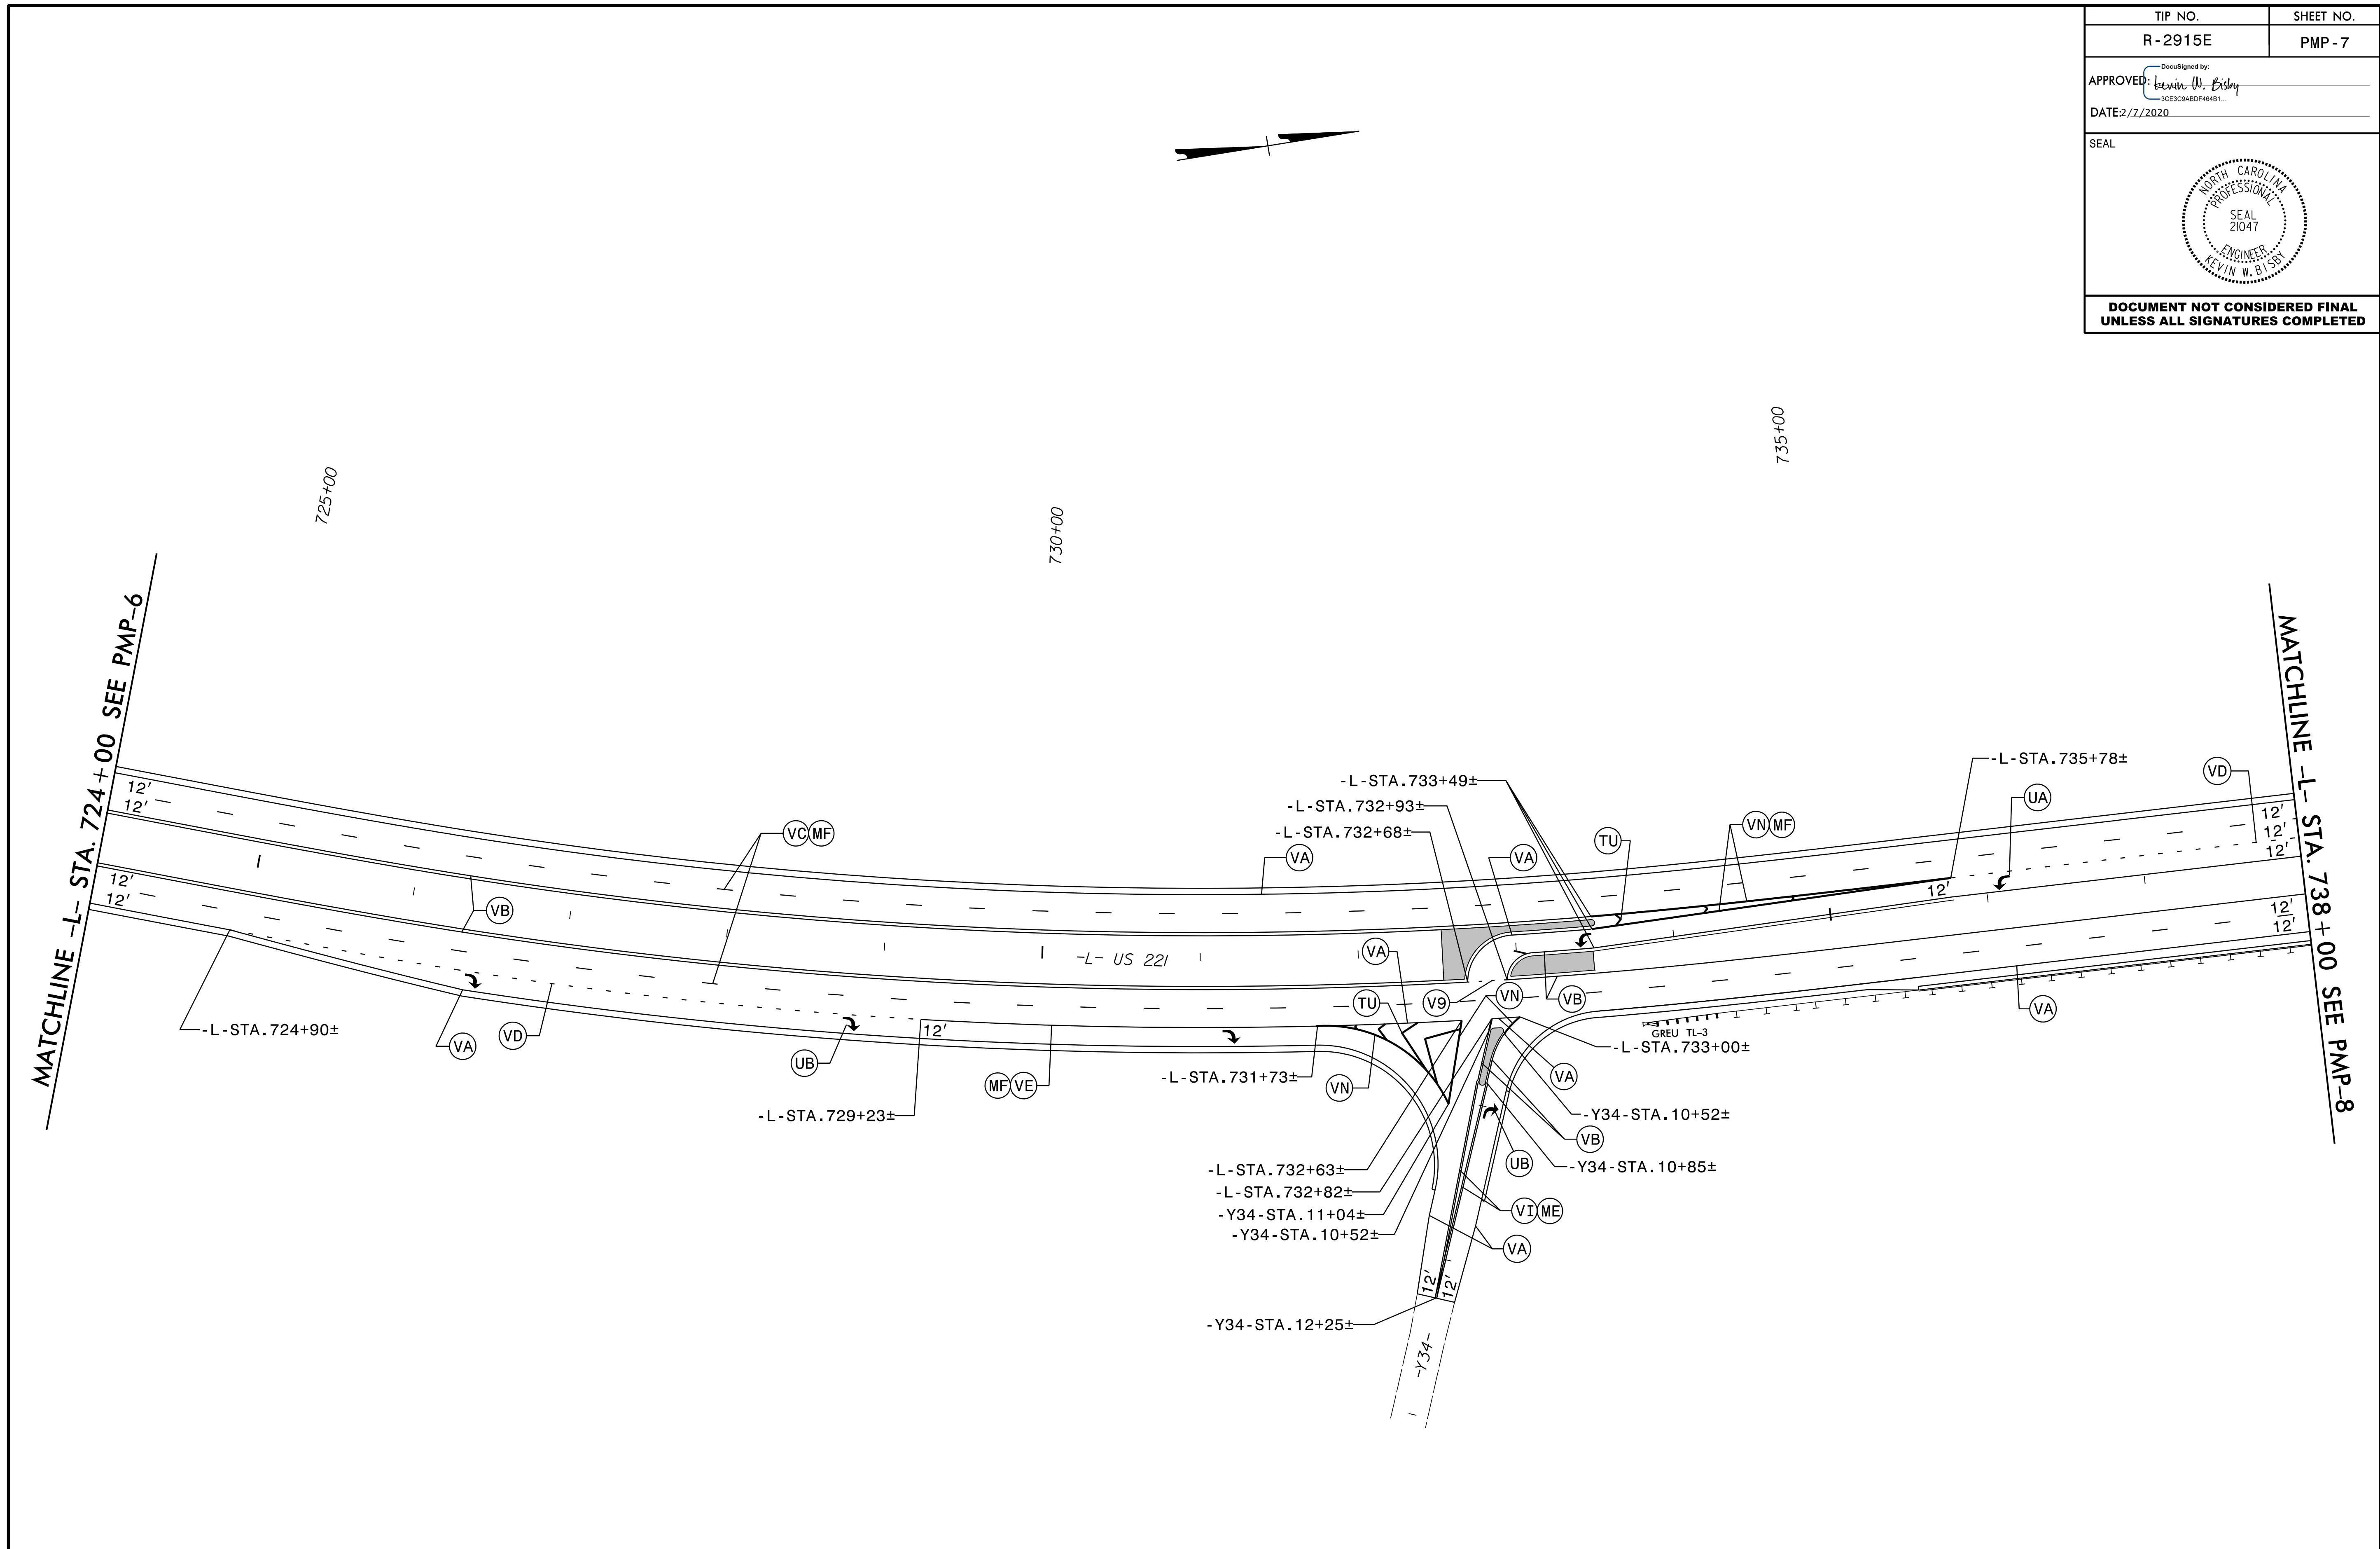 TIP NO. SHEET NO.
R-2915E PMP-7
DocuSigned by:
APPROVED: Kevin W. Bisby
3CE3C9ABDF464B1...
DATE:2/7/2020
SEAL
NORTH CAROLINA
PROFESSIONAL
SEAL
21047
ENGINEER
KEVIN W. BISBY
DOCUMENT NOT CONSIDERED FINAL
UNLESS ALL SIGNATURES COMPLETED
725+00
730+00
735+00
MATCHLINE -L- STA. 724+00 SEE PMP-6
MATCHLINE -L- STA. 738+00 SEE PMP-8
12'
12'
12'
12'
VC MF
VB
-L- US 221
VA
-L-STA.733+49±
-L-STA.732+93±
-L-STA.732+68±
VA
TU
VN MF
-L-STA.735+78±
UA
VD
12'
12'
12'
12'
12'
12'
-L-STA.724+90±
VA
VD
UB
12'
-L-STA.729+23±
MF VE
-L-STA.731+73±
VN
VA
TU
V9
VN
VB
GREU TL-3
VA
-L-STA.733+00±
VA
-Y34-STA.10+52±
VB
-Y34-STA.10+85±
UB
-L-STA.732+63±
-L-STA.732+82±
-Y34-STA.11+04±
-Y34-STA.10+52±
VI ME
VA
12'
12'
-Y34-STA.12+25±
-Y34-